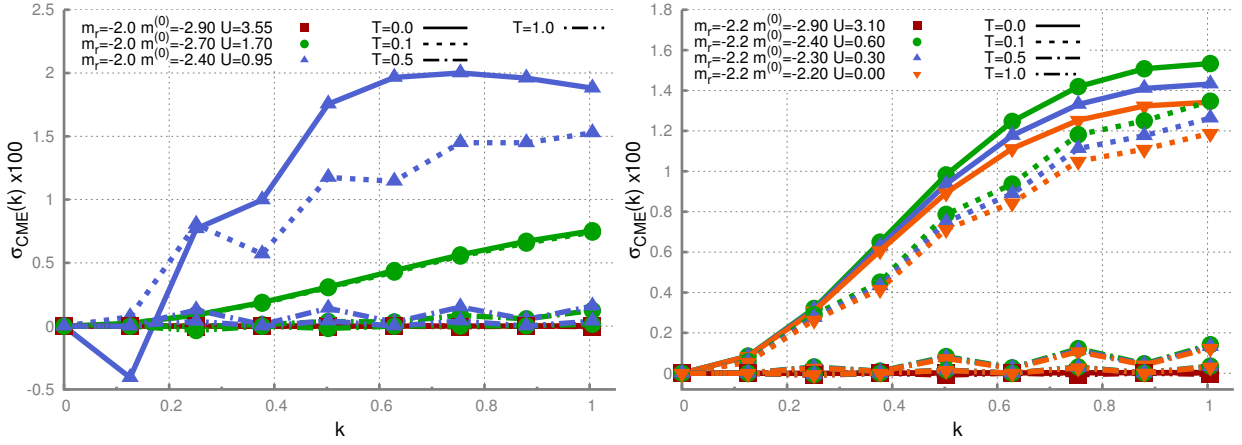 m_r=-2.0 m^(0)=-2.90 U=3.55
m_r=-2.0 m^(0)=-2.70 U=1.70
m_r=-2.0 m^(0)=-2.40 U=0.95
T=0.0
T=0.1
T=0.5
T=1.0
2.5
2
1.5
1
0.5
0
-0.5
σ_CME(k) x100
0 0.2 0.4 0.6 0.8 1
k
m_r=-2.2 m^(0)=-2.90 U=3.10
m_r=-2.2 m^(0)=-2.40 U=0.60
m_r=-2.2 m^(0)=-2.30 U=0.30
m_r=-2.2 m^(0)=-2.20 U=0.00
T=0.0
T=0.1
T=0.5
T=1.0
1.8
1.6
1.4
1.2
1
0.8
0.6
0.4
0.2
0
σ_CME(k) x100
0 0.2 0.4 0.6 0.8 1
k